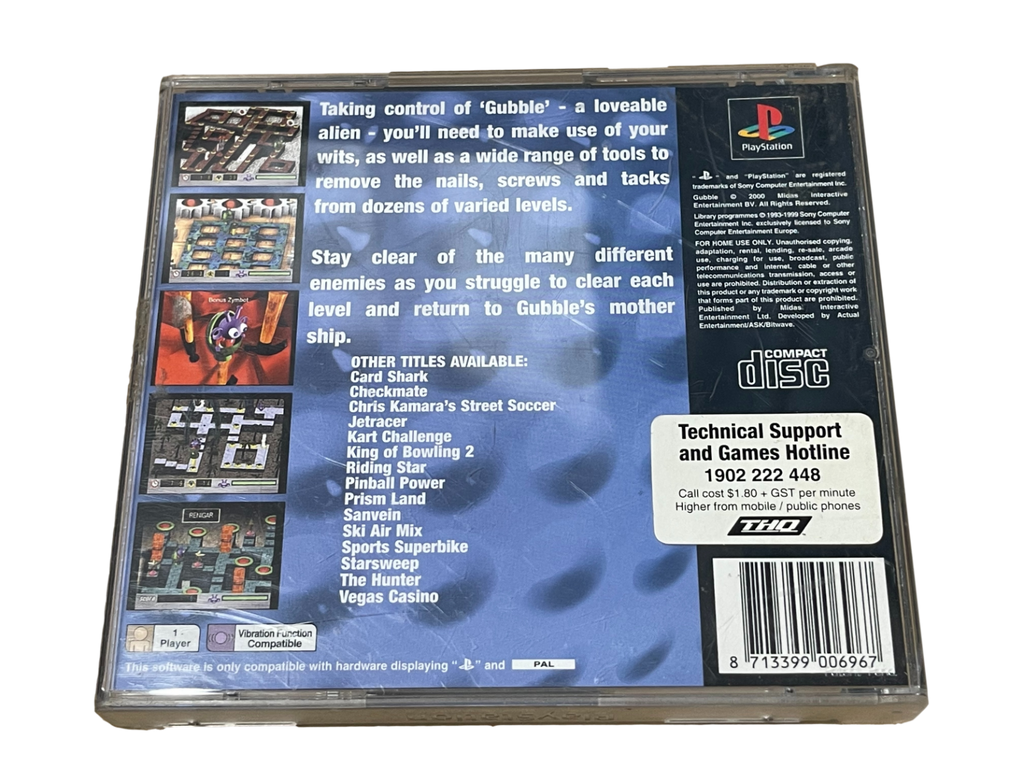 Taking control of 'Gubble' - a loveable
alien - you'll need to make use of your
wits, as well as a wide range of tools to
remove the nails, screws and tacks
from dozens of varied levels.
Stay clear of the many different
enemies as you struggle to clear each
level and return to Gubble's mother
ship.
OTHER TITLES AVAILABLE:
Card Shark
Checkmate
Chris Kamara's Street Soccer
Jetracer
Kart Challenge
King of Bowling 2
Riding Star
Pinball Power
Prism Land
Sanvein
Ski Air Mix
Sports Superbike
Starsweep
The Hunter
Vegas Casino
Bonus Zymbot
RENIGAR
1 -
Player
Vibration Function
Compatible
This software is only compatible with hardware displaying " " and PAL
PlayStation
" " and "PlayStation" are registered
trademarks of Sony Computer Entertainment Inc.
Gubble © 2000 Midas Interactive
Entertainment BV. All Rights Reserved.
Library programmes © 1993-1999 Sony Computer
Entertainment Inc. exclusively licensed to Sony
Computer Entertainment Europe.
FOR HOME USE ONLY. Unauthorised copying,
adaptation, rental, lending, re-sale, arcade
use, charging for use, broadcast, public
performance and internet, cable or other
telecommunications transmission, access or
use are prohibited. Distribution or extraction of
this product or any trademark or copyright work
that forms part of this product are prohibited.
Published by Midas Interactive
Entertainment Ltd. Developed by Actual
Entertainment/ASK/Bitwave.
COMPACT
disc
Technical Support
and Games Hotline
1902 222 448
Call cost $1.80 + GST per minute
Higher from mobile / public phones
THQ
8 713399 006967
PlayStation